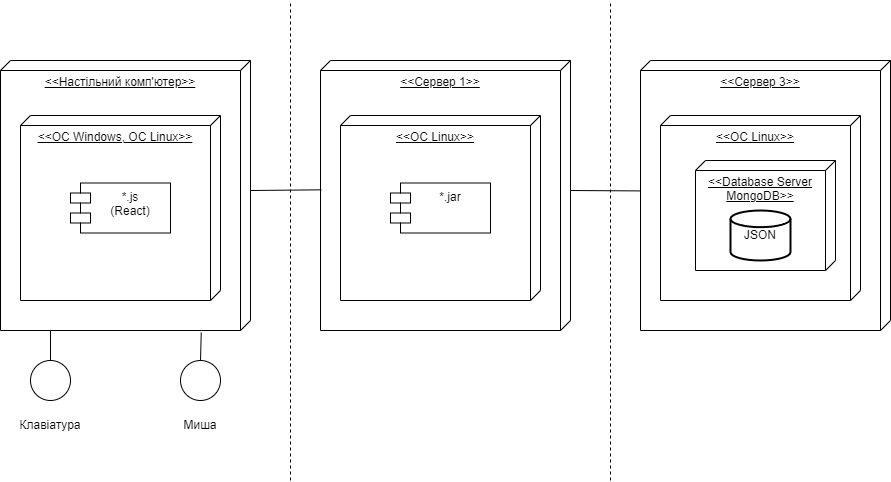 <<Настільний комп'ютер>>
<<ОС Windows, ОС Linux>>
*.js
(React)
Клавіатура
Миша
<<Сервер 1>>
<<ОС Linux>>
*.jar
<<Сервер 3>>
<<ОС Linux>>
<<Database Server
MongoDB>>
JSON